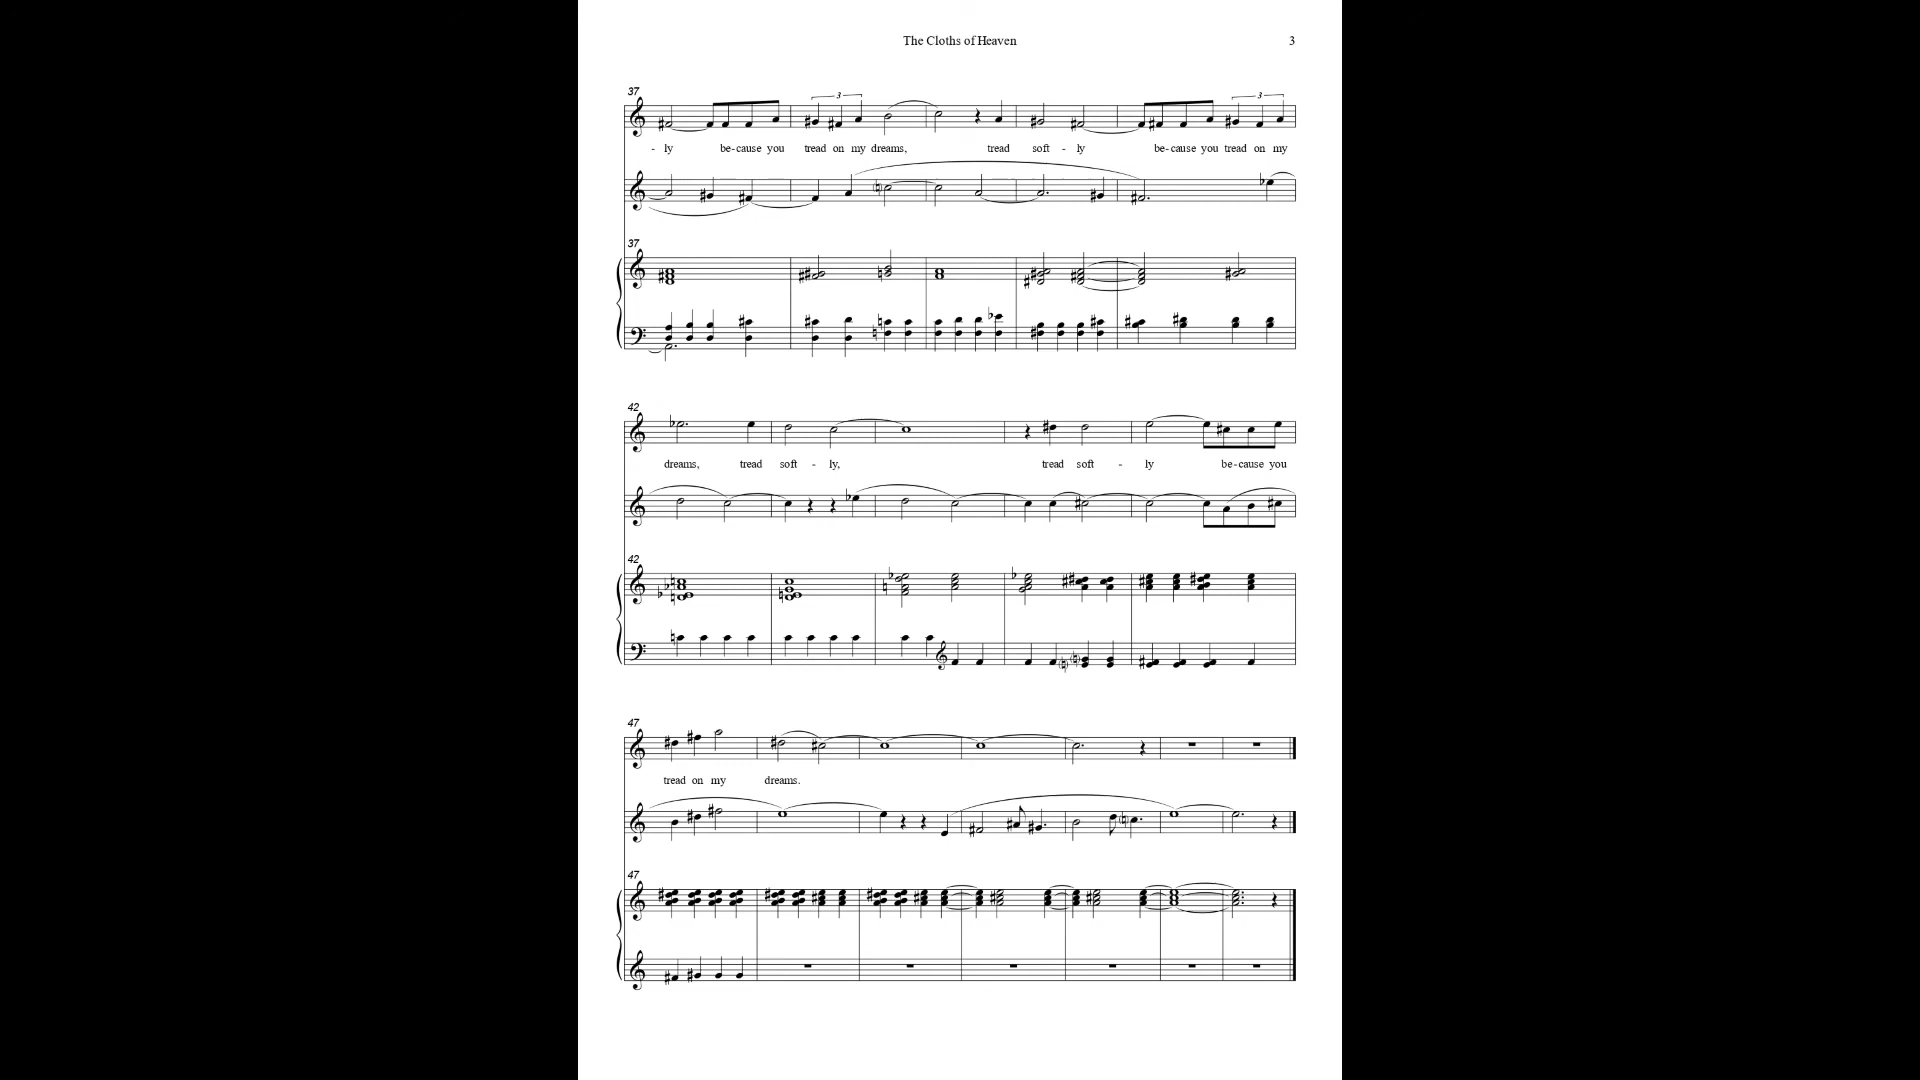 The Cloths of Heaven 3
37
3 3
- ly be-cause you tread on my dreams, tread soft - ly be-cause you tread on my
37
42
dreams, tread soft - ly, tread soft - ly be-cause you
42
47
tread on my dreams.
47